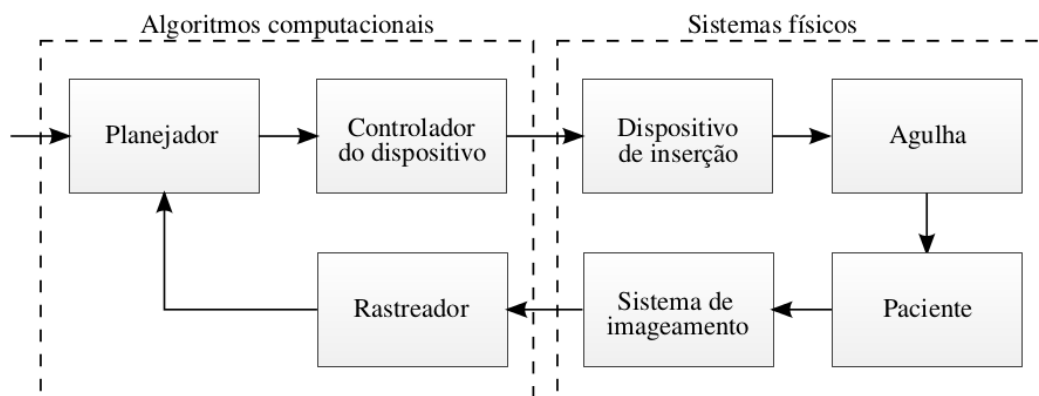 Algoritmos computacionais
Sistemas físicos
Planejador
Controlador
do dispositivo
Dispositivo
de inserção
Agulha
Rastreador
Sistema de
imageamento
Paciente